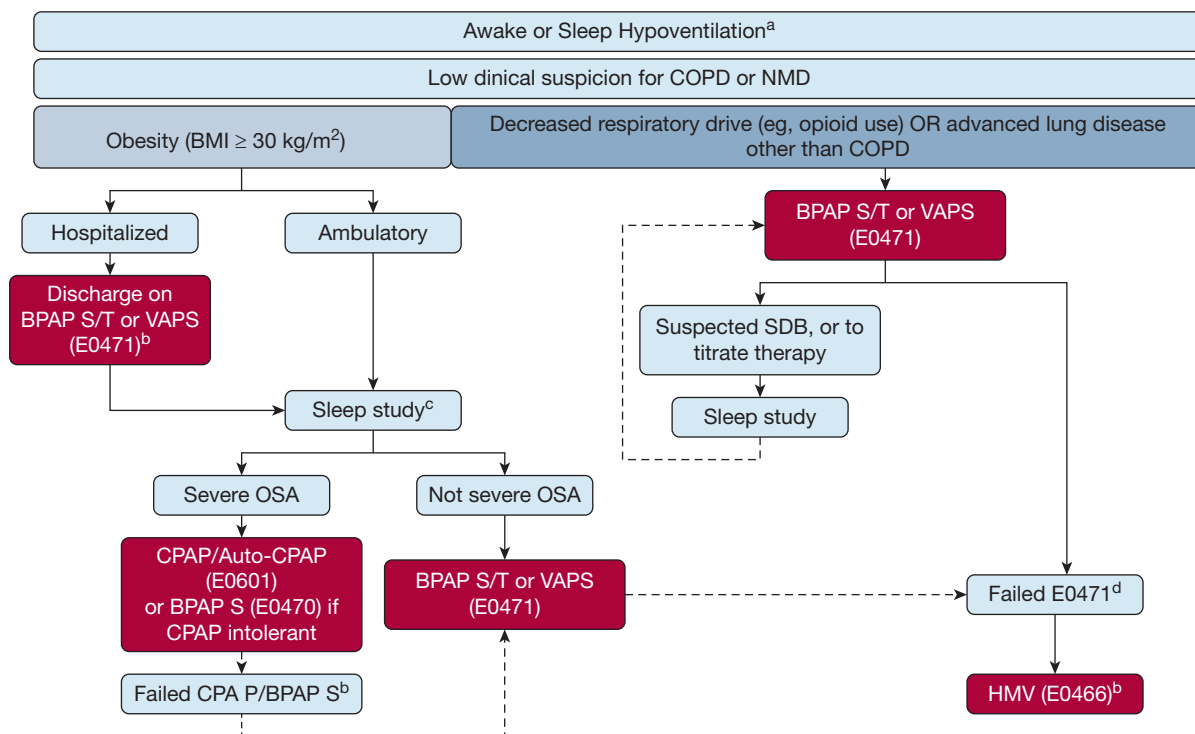 Awake or Sleep Hypoventilationᵃ
Low dinical suspicion for COPD or NMD
Obesity (BMI ≥ 30 kg/m²)
Decreased respiratory drive (eg, opioid use) OR advanced lung disease
other than COPD
Hospitalized
Ambulatory
BPAP S/T or VAPS
(E0471)
Discharge on
BPAP S/T or VAPS
(E0471)ᵇ
Suspected SDB, or to
titrate therapy
Sleep studyᶜ
Sleep study
Severe OSA
Not severe OSA
CPAP/Auto-CPAP
(E0601)
or BPAP S (E0470) if
CPAP intolerant
BPAP S/T or VAPS
(E0471)
Failed E0471ᵈ
Failed CPA P/BPAP Sᵇ
HMV (E0466)ᵇ